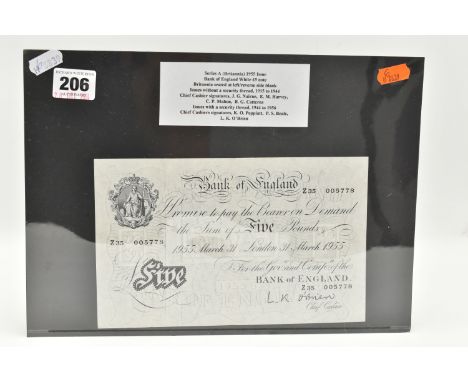 206
Series A (Britannia) 1955 Issue
Bank of England White £5 note
Britannia seated at left/reverse side blank
Issues without a security thread, 1915 to 1944
Chief Cashier signatures, J. G. Nairne, E. M. Harvey,
C. P. Mahon, B. G. Catterns
Issues with a security thread, 1944 to 1956
Chief Cashiers signatures, K. O. Peppiatt, P. S. Beale,
L. K. O'Brien
Bank of England
Z35 005778
I Promise to pay the Bearer on Demand
the Sum of Five Pounds
Z35 005778
1955 March 31 London 31 March 1955
For the Gov.r and Comp.a of the
Five
BANK OF ENGLAND.
Z35 005778
L. K. O'Brien
Chief Cashier